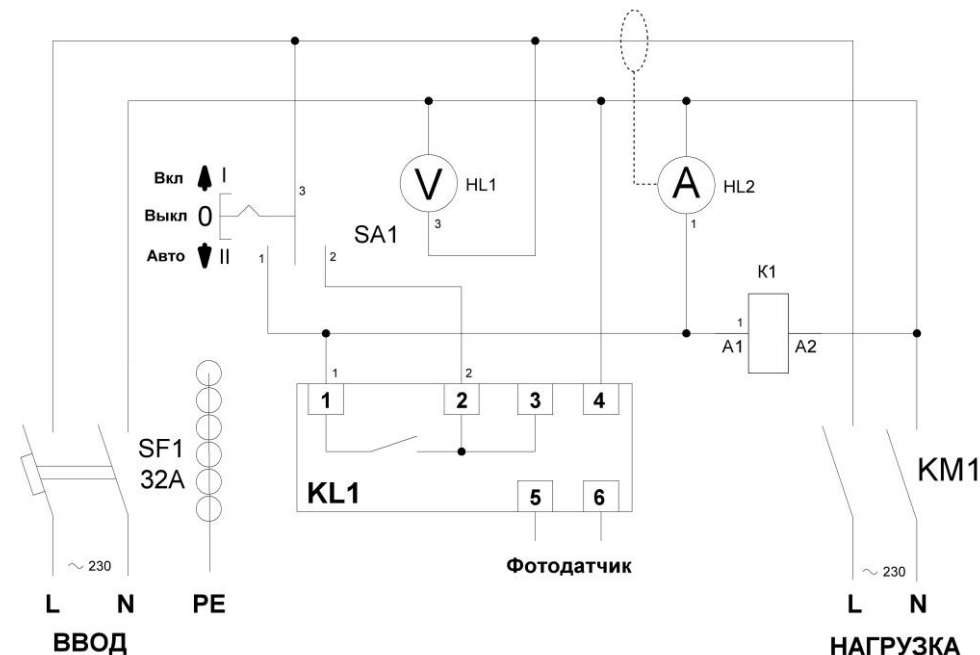 Вкл I
3
Выкл 0
V HL1
A HL2
3
SA1
1
Авто II
1
2
К1
1
A1
A2
1
2
1 2 3 4
SF1
32A
KL1
5 6
KM1
Фотодатчик
~ 230
~ 230
L N PE
L N
ВВОД
НАГРУЗКА